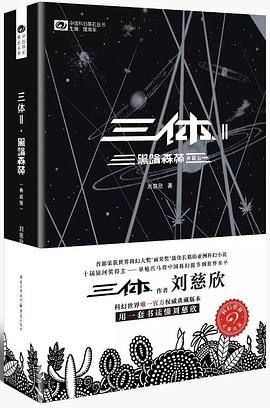 中国科幻基石丛书
主编 姚海军
三体II
黑暗森林
典藏版
刘慈欣 著
首部荣获世界科幻大奖“雨果奖”最佳长篇的亚洲科幻小说
十届银河奖得主——单枪匹马将中国科幻提升到世界水平
三体 作者 刘慈欣
科幻世界唯一官方权威典藏版本
用一套书读懂刘慈欣
三体II·黑暗森林
(典藏版)
刘慈欣